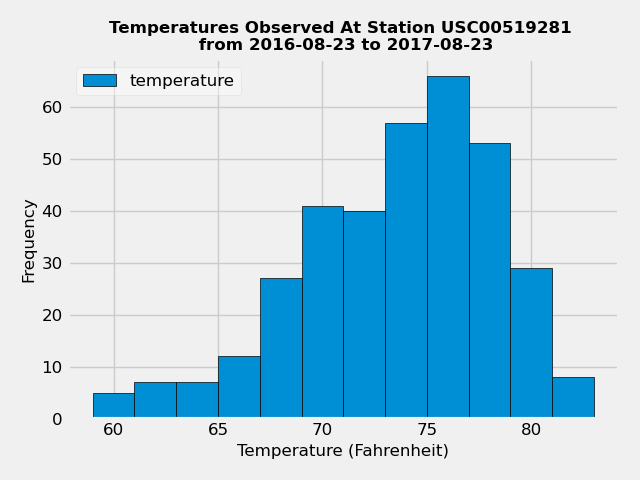 Temperatures Observed At Station USC00519281
from 2016-08-23 to 2017-08-23
temperature
Frequency
60
50
40
30
20
10
0
60 65 70 75 80
Temperature (Fahrenheit)